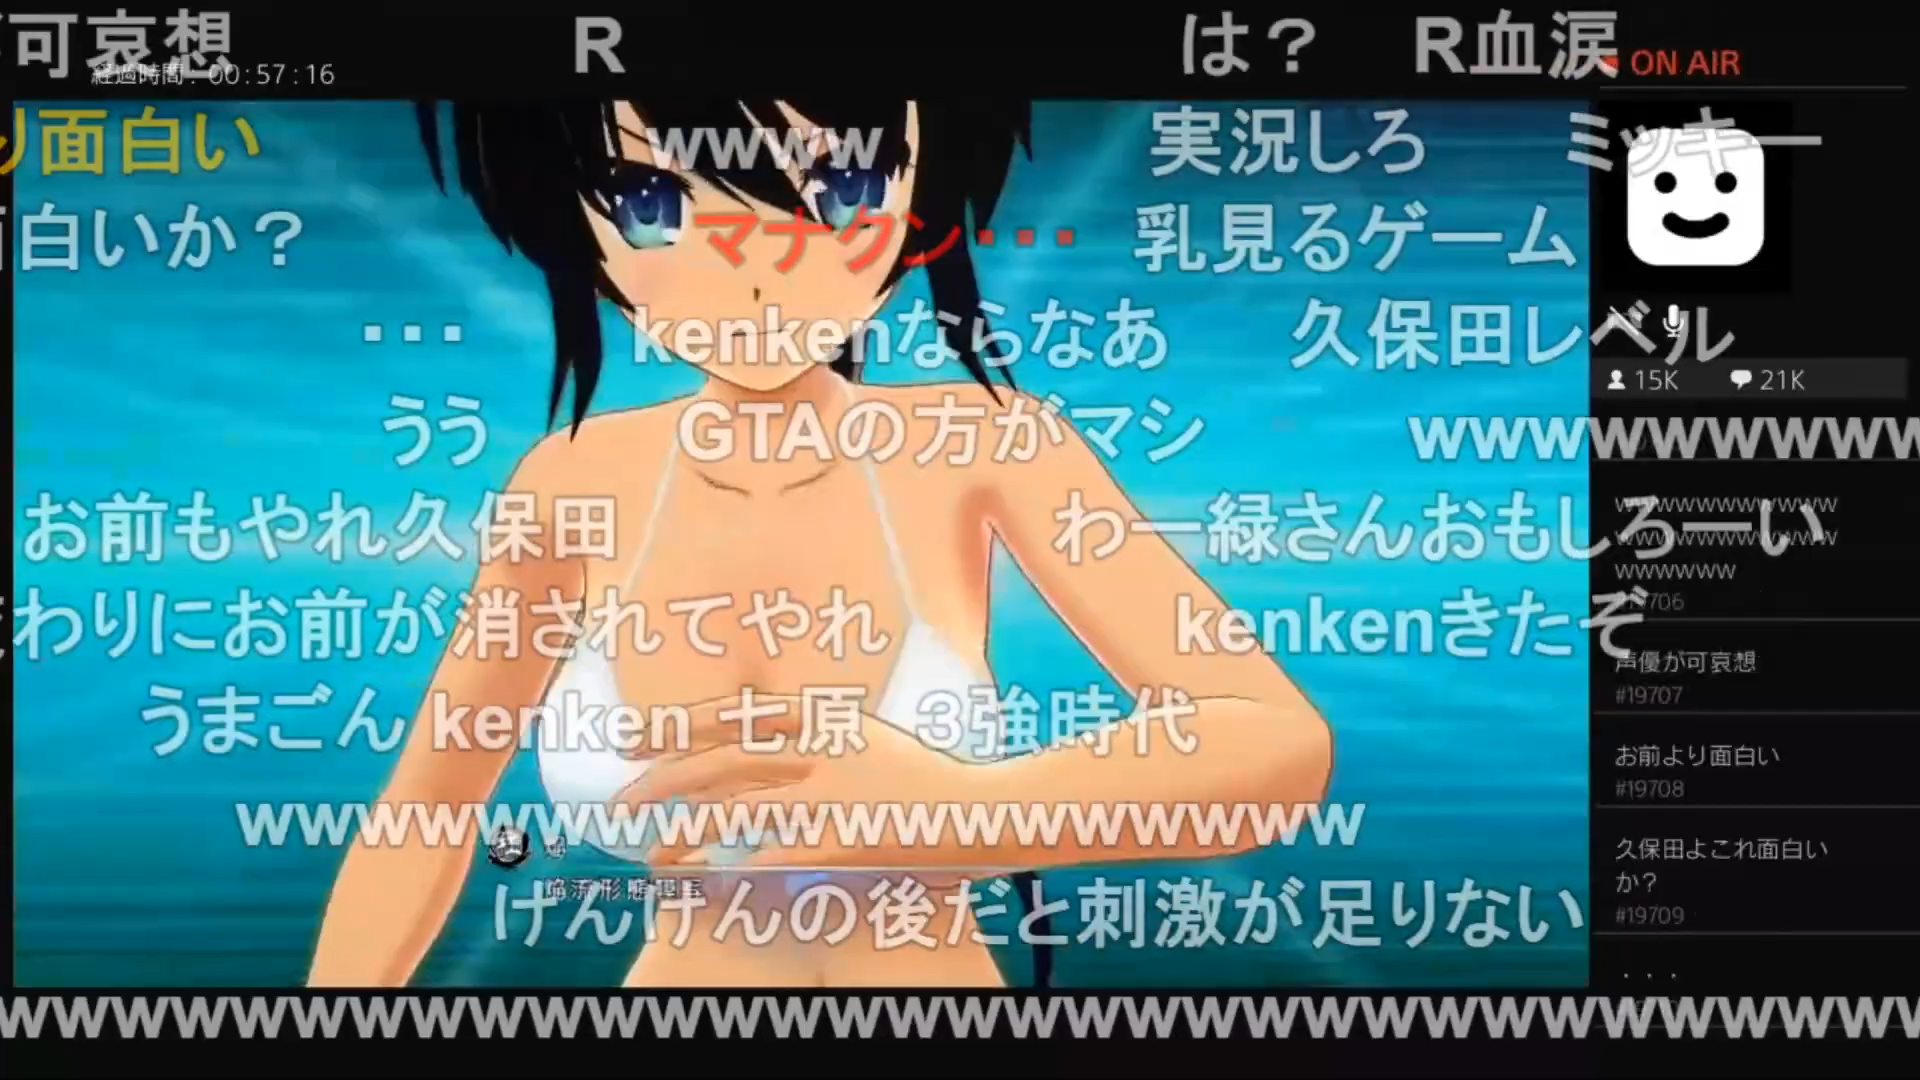 可哀想
R
は？
R血涙
経過時間: 00:57:16
ON AIR
り面白い
wwww
実況しろ
ミッキー
面白いか？
マナクン・・・
乳見るゲーム
・・・
kenkenならなあ
久保田レベル
15K
21K
うう
GTAの方がマシ
wwwwwwwww
お前もやれ久保田
わー緑さんおもしろーい
wwwwwwwwwww
wwwwwwwwwww
wwwwww
#19706
わりにお前が消されてやれ
kenkenきたぞ
声優が可哀想
#19707
うまごん kenken 七原 3強時代
お前より面白い
#19708
wwwwwwwwwwwwwwwwww
久保田よこれ面白い
か？
#19709
焔
げんげんの後だと刺激が足りない
・・・
wwwwwwwwwwwwwwwwwwwwwwwwwwwwwww